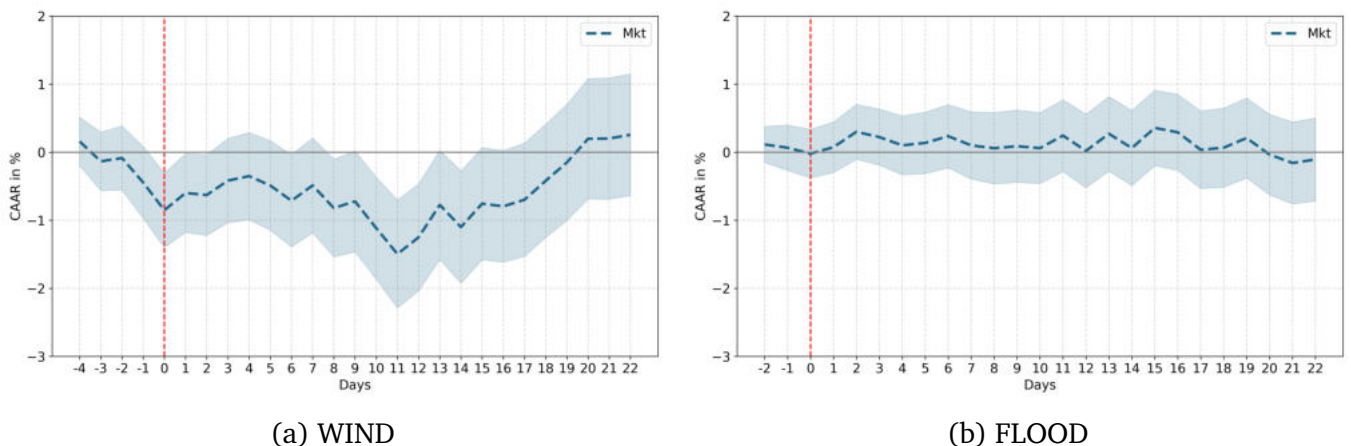 2
1
0
−1
−2
−3
CAAR in %
Mkt
-4 -3 -2 -1 0 1 2 3 4 5 6 7 8 9 10 11 12 13 14 15 16 17 18 19 20 21 22
Days
(a) WIND
2
1
0
−1
−2
−3
CAAR in %
Mkt
-2 -1 0 1 2 3 4 5 6 7 8 9 10 11 12 13 14 15 16 17 18 19 20 21 22
Days
(b) FLOOD